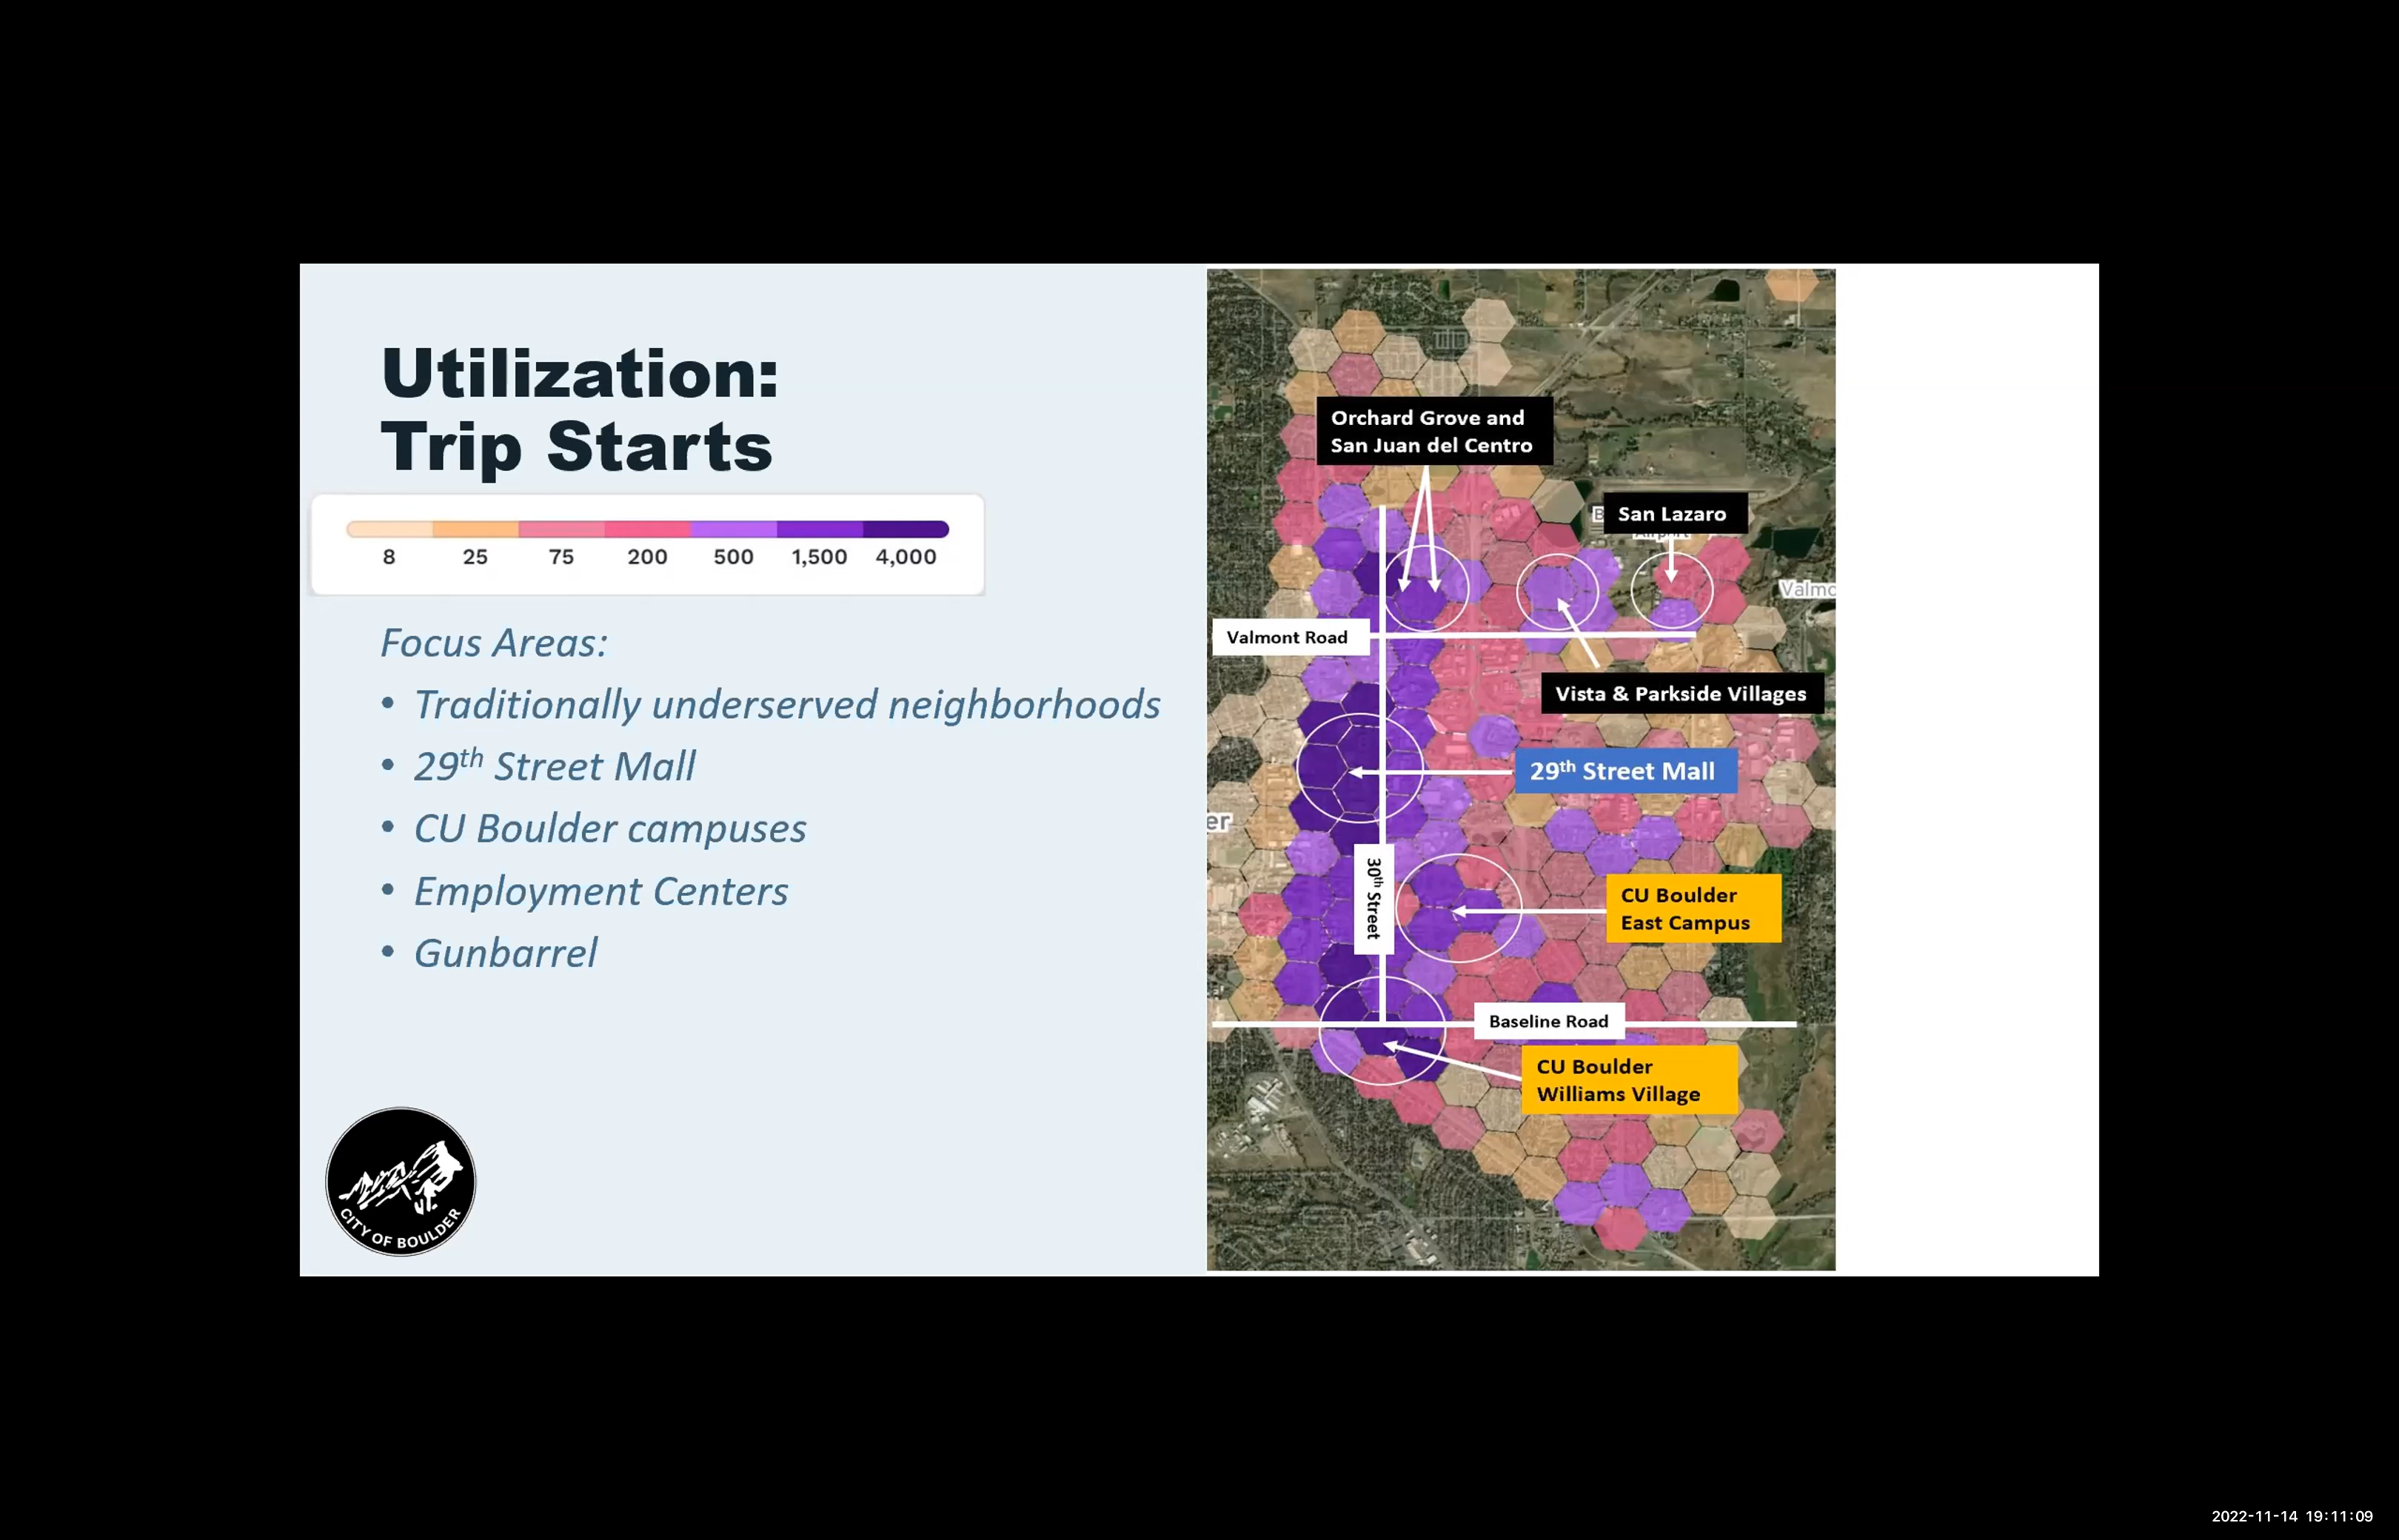 Utilization:
Trip Starts
8 25 75 200 500 1,500 4,000
Focus Areas:
• Traditionally underserved neighborhoods
• 29th Street Mall
• CU Boulder campuses
• Employment Centers
• Gunbarrel
CITY OF BOULDER
Orchard Grove and
San Juan del Centro
B
San Lazaro
Airport
Valmo
Valmont Road
Vista & Parkside Villages
29th Street Mall
er
30th Street
CU Boulder
East Campus
Baseline Road
CU Boulder
Williams Village
2022-11-14 19:11:09